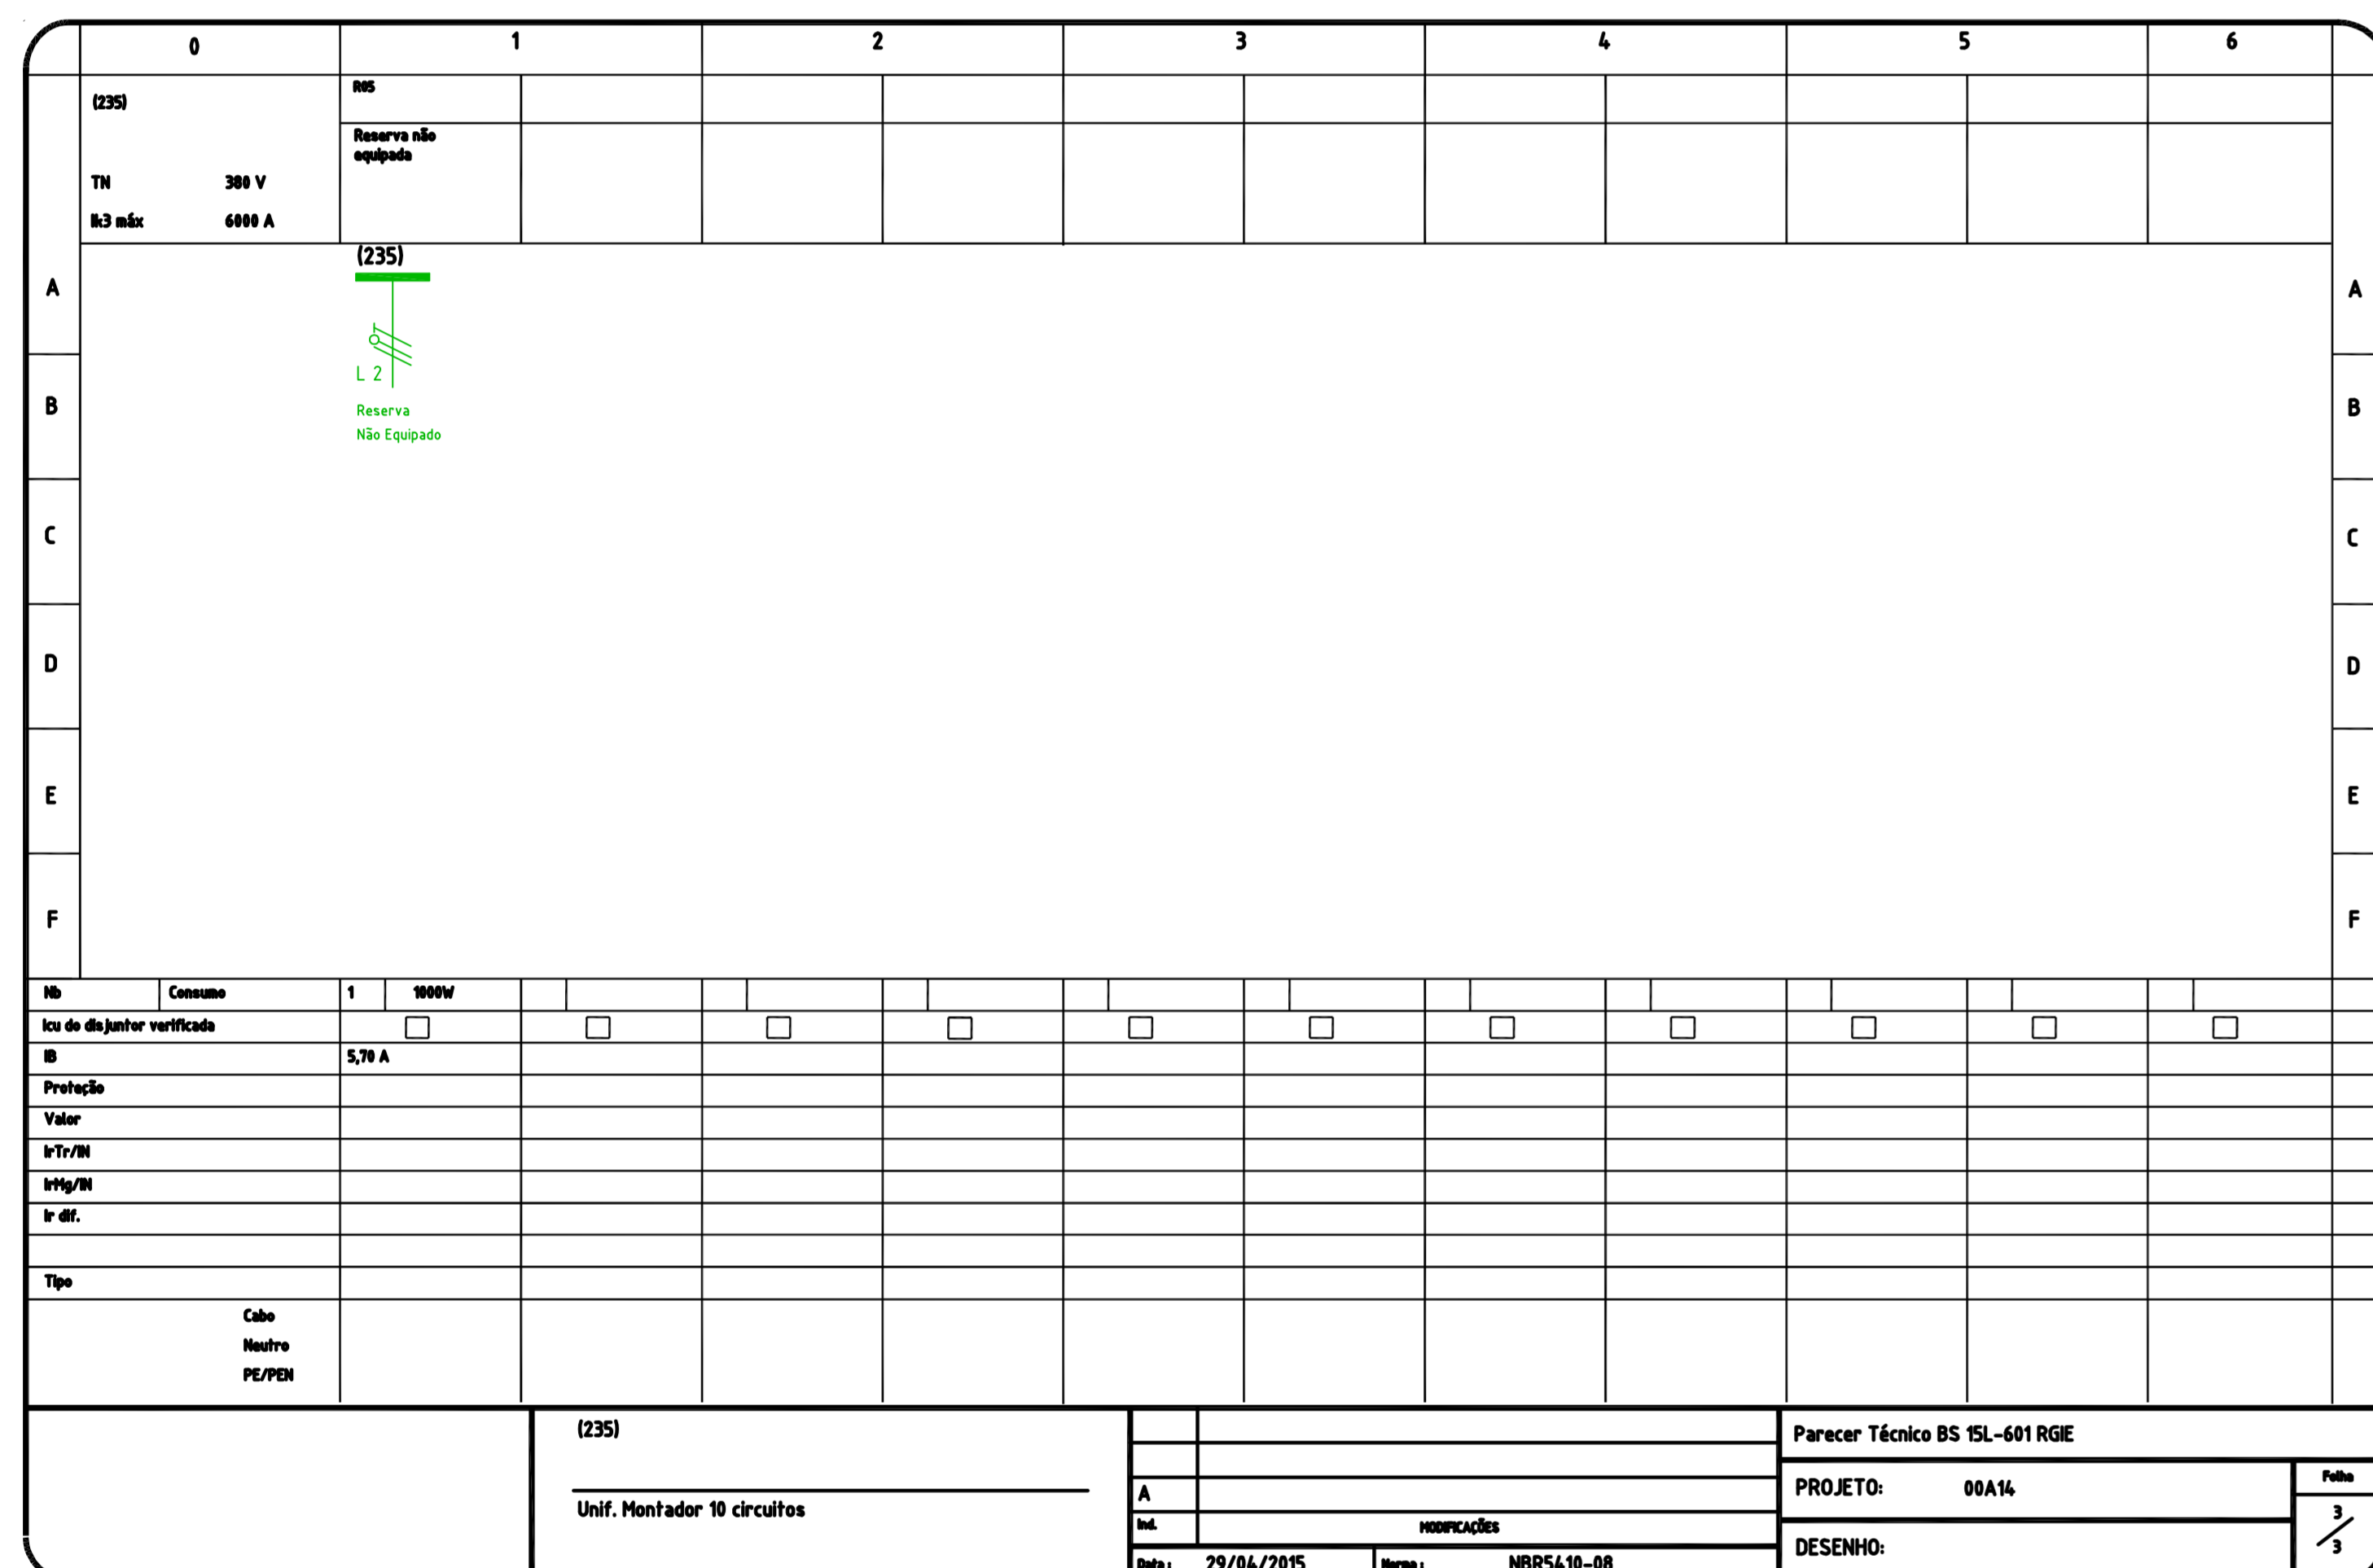 0 1 2 3 4 5 6
(235)
R05
Reserva não
equipada
TN 380 V
Ik3 máx 6000 A
(235)
A A
L 2
B B
Reserva
Não Equipado
C C
D D
E E
F F
Nb Consumo 1 1000W
Icu do disjuntor verificada
IB 5,70 A
Proteção
Valor
IrTr/IN
IrMg/IN
Ir dif.
Tipo
Cabo
Neutro
PE/PEN
(235)
Unif. Montador 10 circuitos
A
Ind. MODIFICAÇÕES
Data : 29/04/2015 Norma : NBR5410-08
Parecer Técnico BS 15L-601 RGIE
PROJETO: 00A14
Folha
3/3
DESENHO: